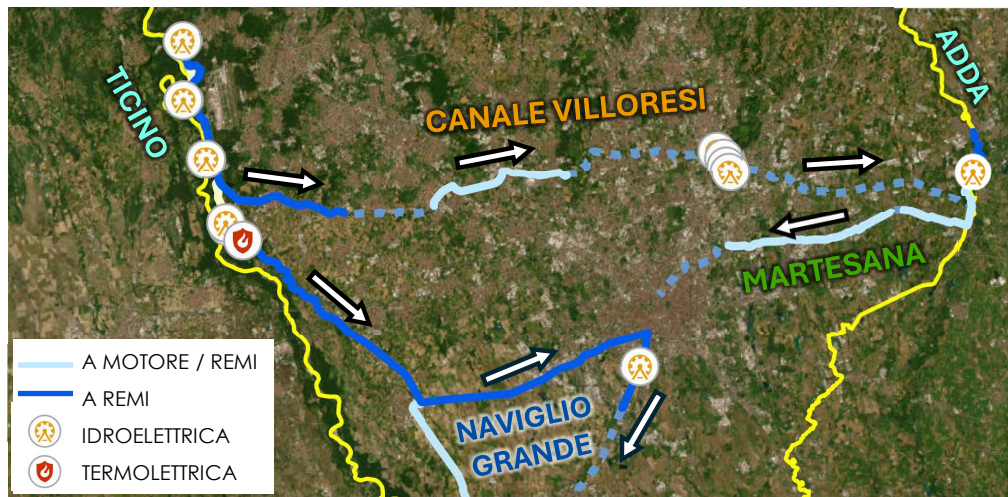 TICINO
CANALE VILLORESI
ADDA
MARTESANA
NAVIGLIO
GRANDE
A MOTORE / REMI
A REMI
IDROELETTRICA
TERMOLETTRICA